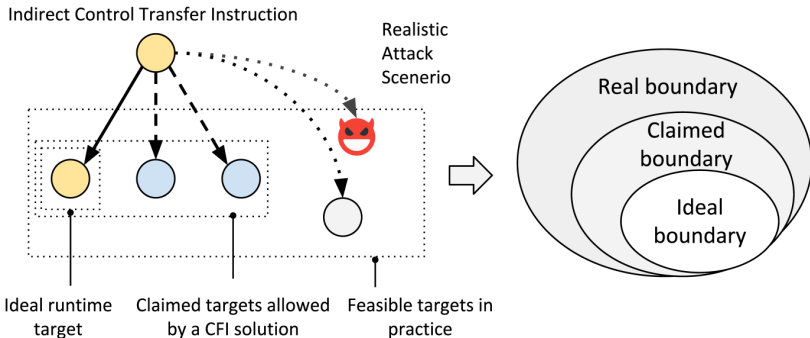 Indirect Control Transfer Instruction
Realistic
Attack
Scenerio
Ideal runtime
target
Claimed targets allowed
by a CFI solution
Feasible targets in
practice
Real boundary
Claimed
boundary
Ideal
boundary